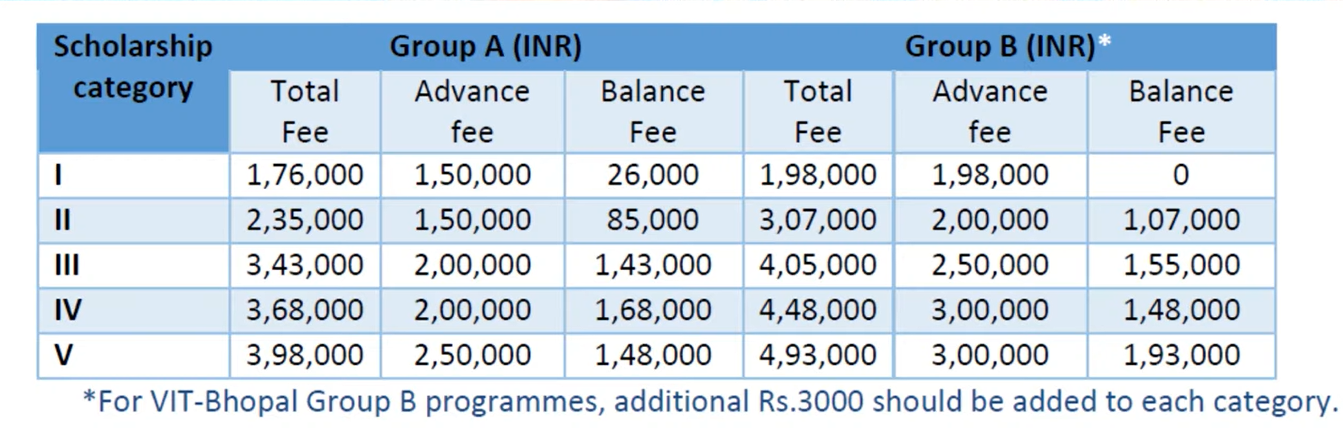 Scholarship category Group A (INR) Group B (INR)*
Total Fee Advance fee Balance Fee Total Fee Advance fee Balance Fee
I 1,76,000 1,50,000 26,000 1,98,000 1,98,000 0
II 2,35,000 1,50,000 85,000 3,07,000 2,00,000 1,07,000
III 3,43,000 2,00,000 1,43,000 4,05,000 2,50,000 1,55,000
IV 3,68,000 2,00,000 1,68,000 4,48,000 3,00,000 1,48,000
V 3,98,000 2,50,000 1,48,000 4,93,000 3,00,000 1,93,000
*For VIT-Bhopal Group B programmes, additional Rs.3000 should be added to each category.